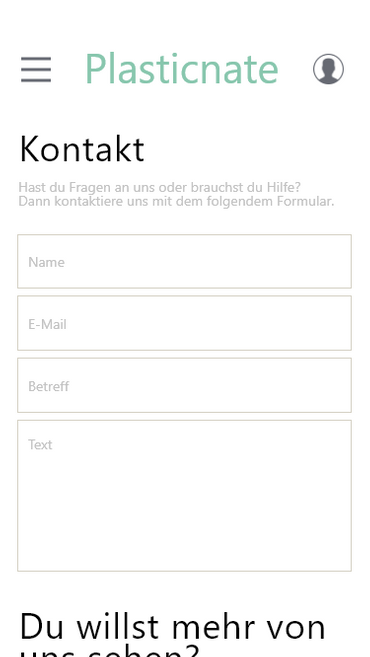 Plasticnate
Kontakt
Hast du Fragen an uns oder brauchst du Hilfe?
Dann kontaktiere uns mit dem folgendem Formular.
Name
E-Mail
Betreff
Text
Du willst mehr von
uns sehen?